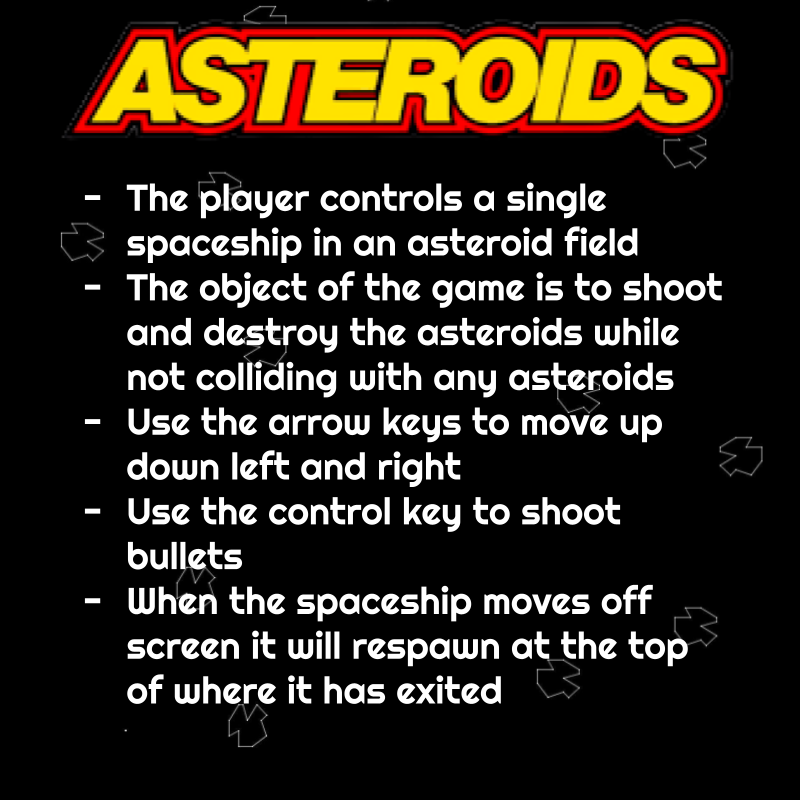 ASTEROIDS
- The player controls a single
spaceship in an asteroid field
- The object of the game is to shoot
and destroy the asteroids while
not colliding with any asteroids
- Use the arrow keys to move up
down left and right
- Use the control key to shoot
bullets
- When the spaceship moves off
screen it will respawn at the top
of where it has exited